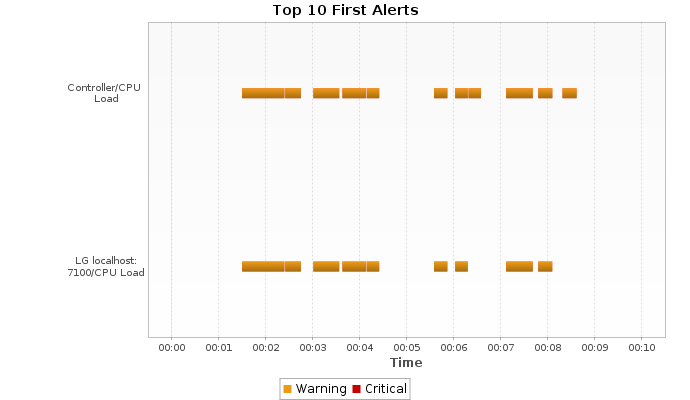 Top 10 First Alerts
Controller/CPU
Load
LG localhost:
7100/CPU Load
00:00 00:01 00:02 00:03 00:04 00:05 00:06 00:07 00:08 00:09 00:10
Time
Warning Critical